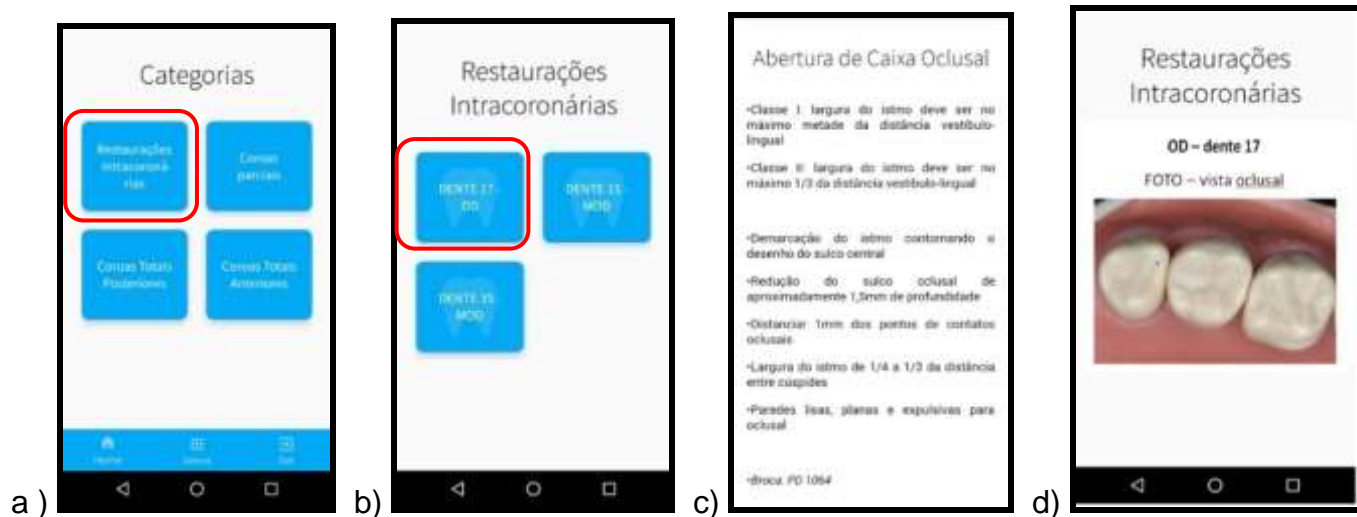 Categorias
Restaurações
Intracoroná-
rias
Coroas
parciais
Coroas Totais
Posteriores
Coroas Totais
Anteriores
Home
a )
Restaurações
Intracoronárias
DENTE 17 -
OD
DENTE 15 -
MOD
DENTE 35
MOD
b)
Abertura de Caixa Oclusal
•Classe I: largura do istmo deve ser no
máximo metade da distância vestíbulo-
lingual
•Classe II: largura do istmo deve ser no
máximo 1/3 da distância vestíbulo-lingual
•Demarcação do istmo contornando o
desenho do sulco central
•Redução do sulco oclusal de
aproximadamente 1,5mm de profundidade
•Distanciar 1mm dos pontos de contatos
oclusais
•Largura do istmo de 1/4 a 1/3 da distância
entre cúspides
•Paredes lisas, planas e expulsivas para
oclusal
•Broca: PD 1064
c)
Restaurações
Intracoronárias
OD – dente 17
FOTO – vista oclusal
d)